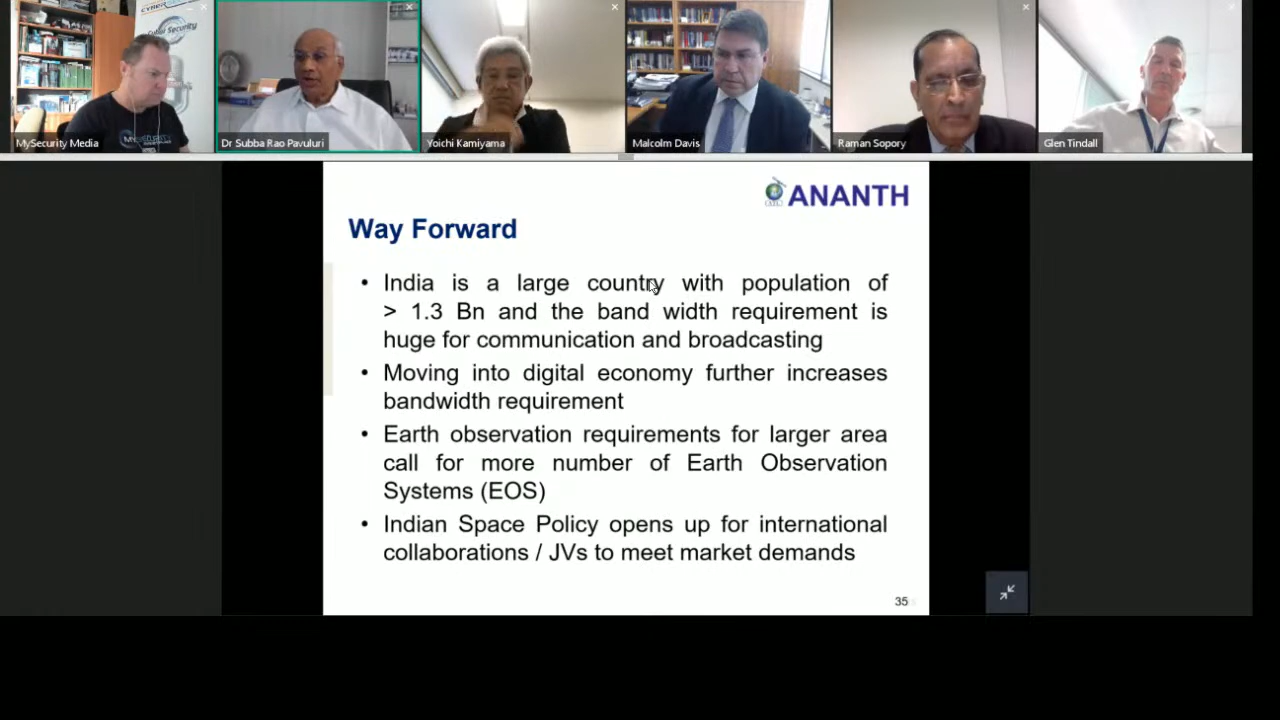 Cyber Security
MySecurity Media
Dr Subba Rao Pavuluri
Yoichi Kamiyama
Malcolm Davis
Raman Sopory
Glen Tindall
ANANTH
Way Forward
• India is a large country with population of
> 1.3 Bn and the band width requirement is
huge for communication and broadcasting
• Moving into digital economy further increases
bandwidth requirement
• Earth observation requirements for larger area
call for more number of Earth Observation
Systems (EOS)
• Indian Space Policy opens up for international
collaborations / JVs to meet market demands
35